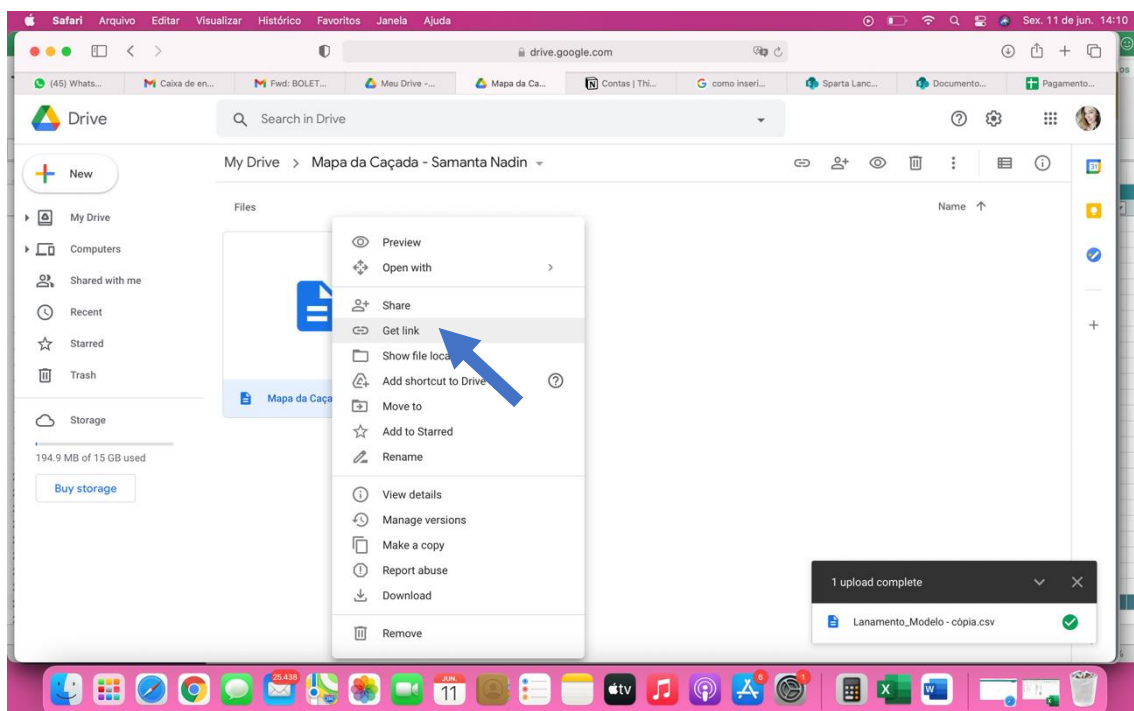 Safari Arquivo Editar Visualizar Histórico Favoritos Janela Ajuda Sex. 11 de jun. 14:10
drive.google.com
(45) Whats... Caixa de en... Fwd: BOLET... Meu Drive -... Mapa da Ca... Contas | Thi... como inseri... Sparta Lanc... Documento... Pagamento...
Drive
Search in Drive
My Drive > Mapa da Caçada - Samanta Nadin
31
New
Files
Name
My Drive
Computers
Shared with me
Recent
Starred
Trash
Storage
194.9 MB of 15 GB used
Buy storage
Mapa da Caça
Preview
Open with
Share
Get link
Show file loca
Add shortcut to Drive
Move to
Add to Starred
Rename
View details
Manage versions
Make a copy
Report abuse
Download
Remove
1 upload complete
Lanamento_Modelo - cópia.csv
25.438
JUN.
11
tv
6
1
X
W